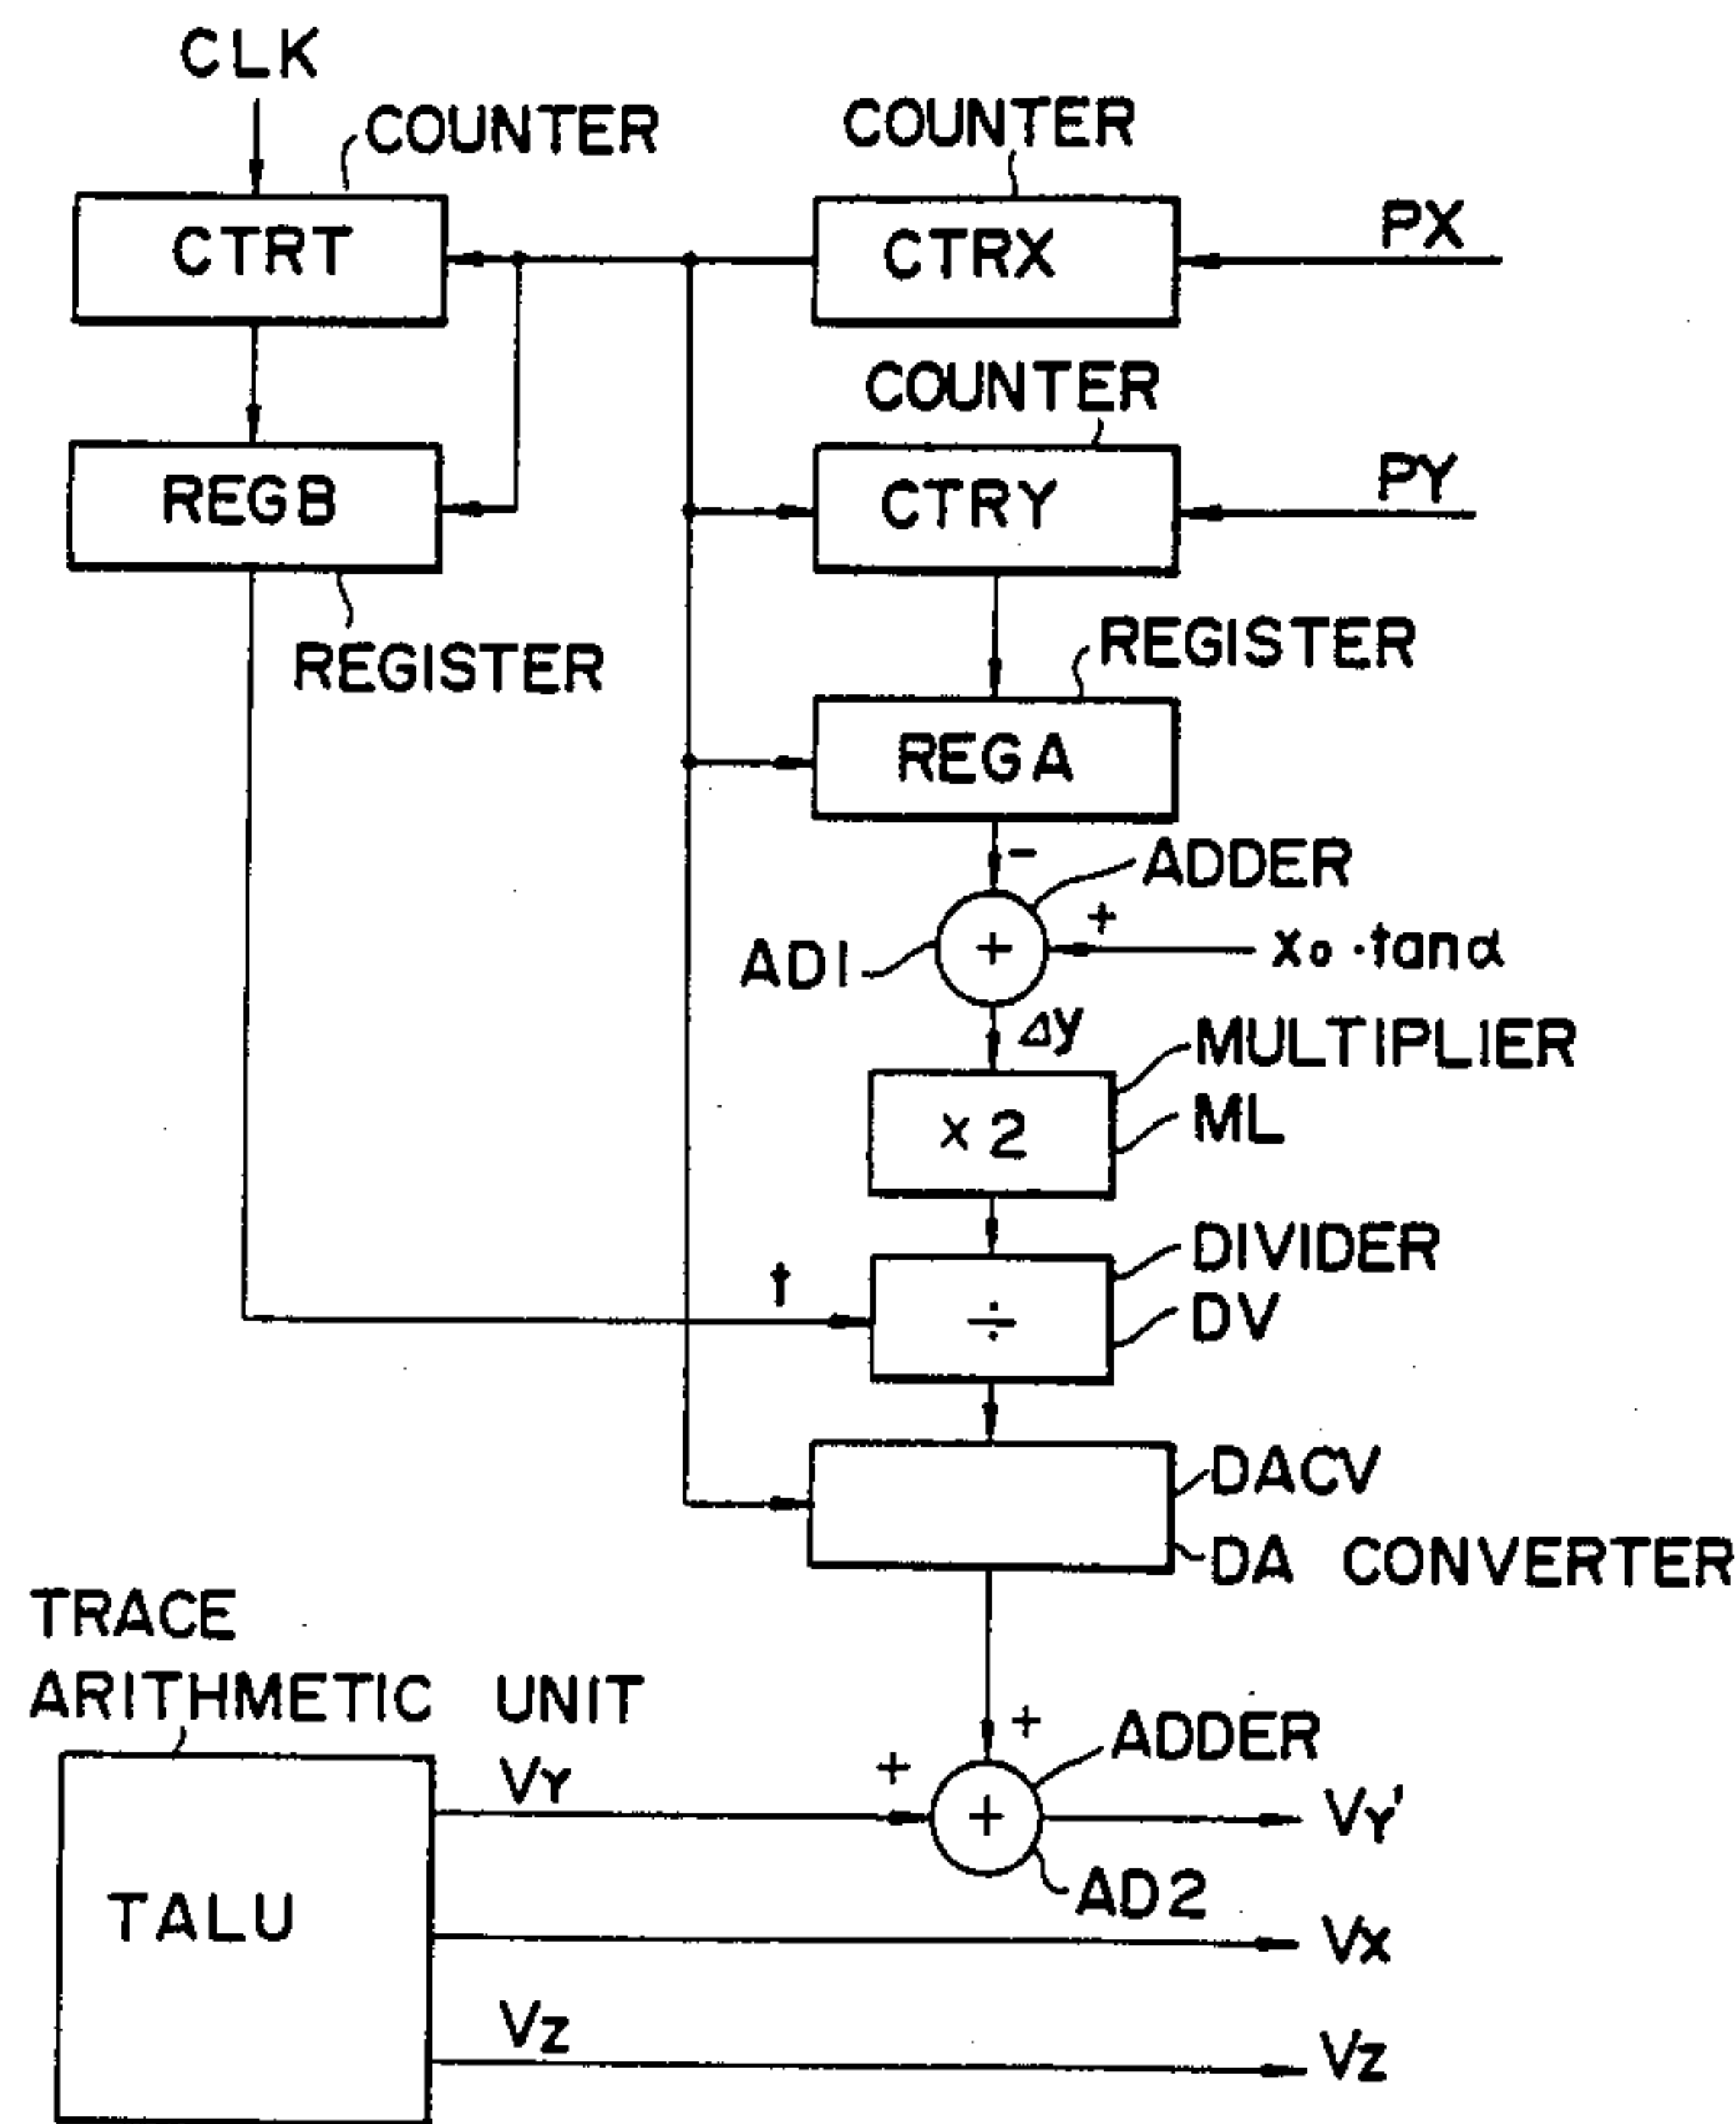 CLK
COUNTER
COUNTER
CTRT
CTRX
PX
COUNTER
REGB
CTRY
PY
REGISTER
REGISTER
REGA
-
ADDER
+
AD1
+
x₀ · tanα
Δy
MULTIPLIER
×2
ML
DIVIDER
t
÷
DV
DACV
DA CONVERTER
TRACE
ARITHMETIC UNIT
+
ADDER
VY
+
+
VY'
AD2
TALU
VX
VZ
VZ